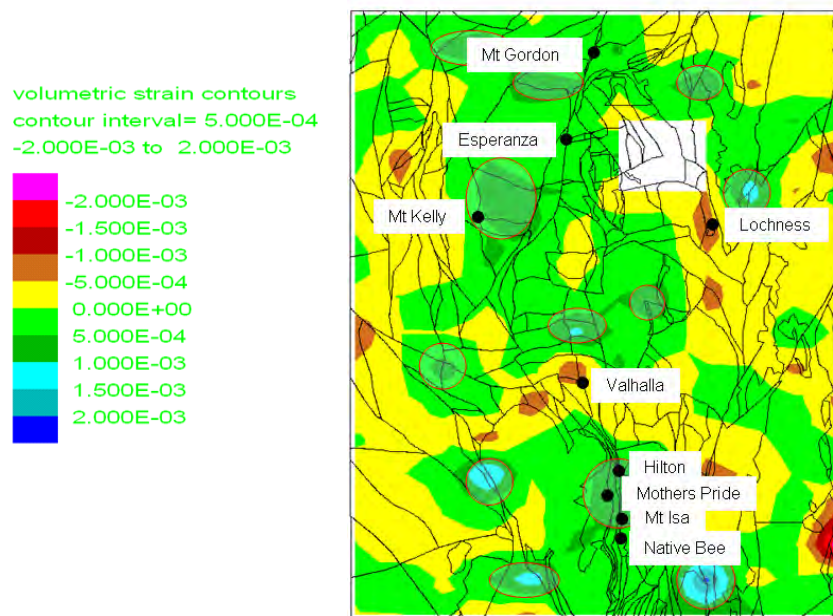 volumetric strain contours
contour interval= 5.000E-04
-2.000E-03 to 2.000E-03
-2.000E-03
-1.500E-03
-1.000E-03
-5.000E-04
0.000E+00
5.000E-04
1.000E-03
1.500E-03
2.000E-03
Mt Gordon
Esperanza
Mt Kelly
Lochness
Valhalla
Hilton
Mothers Pride
Mt Isa
Native Bee